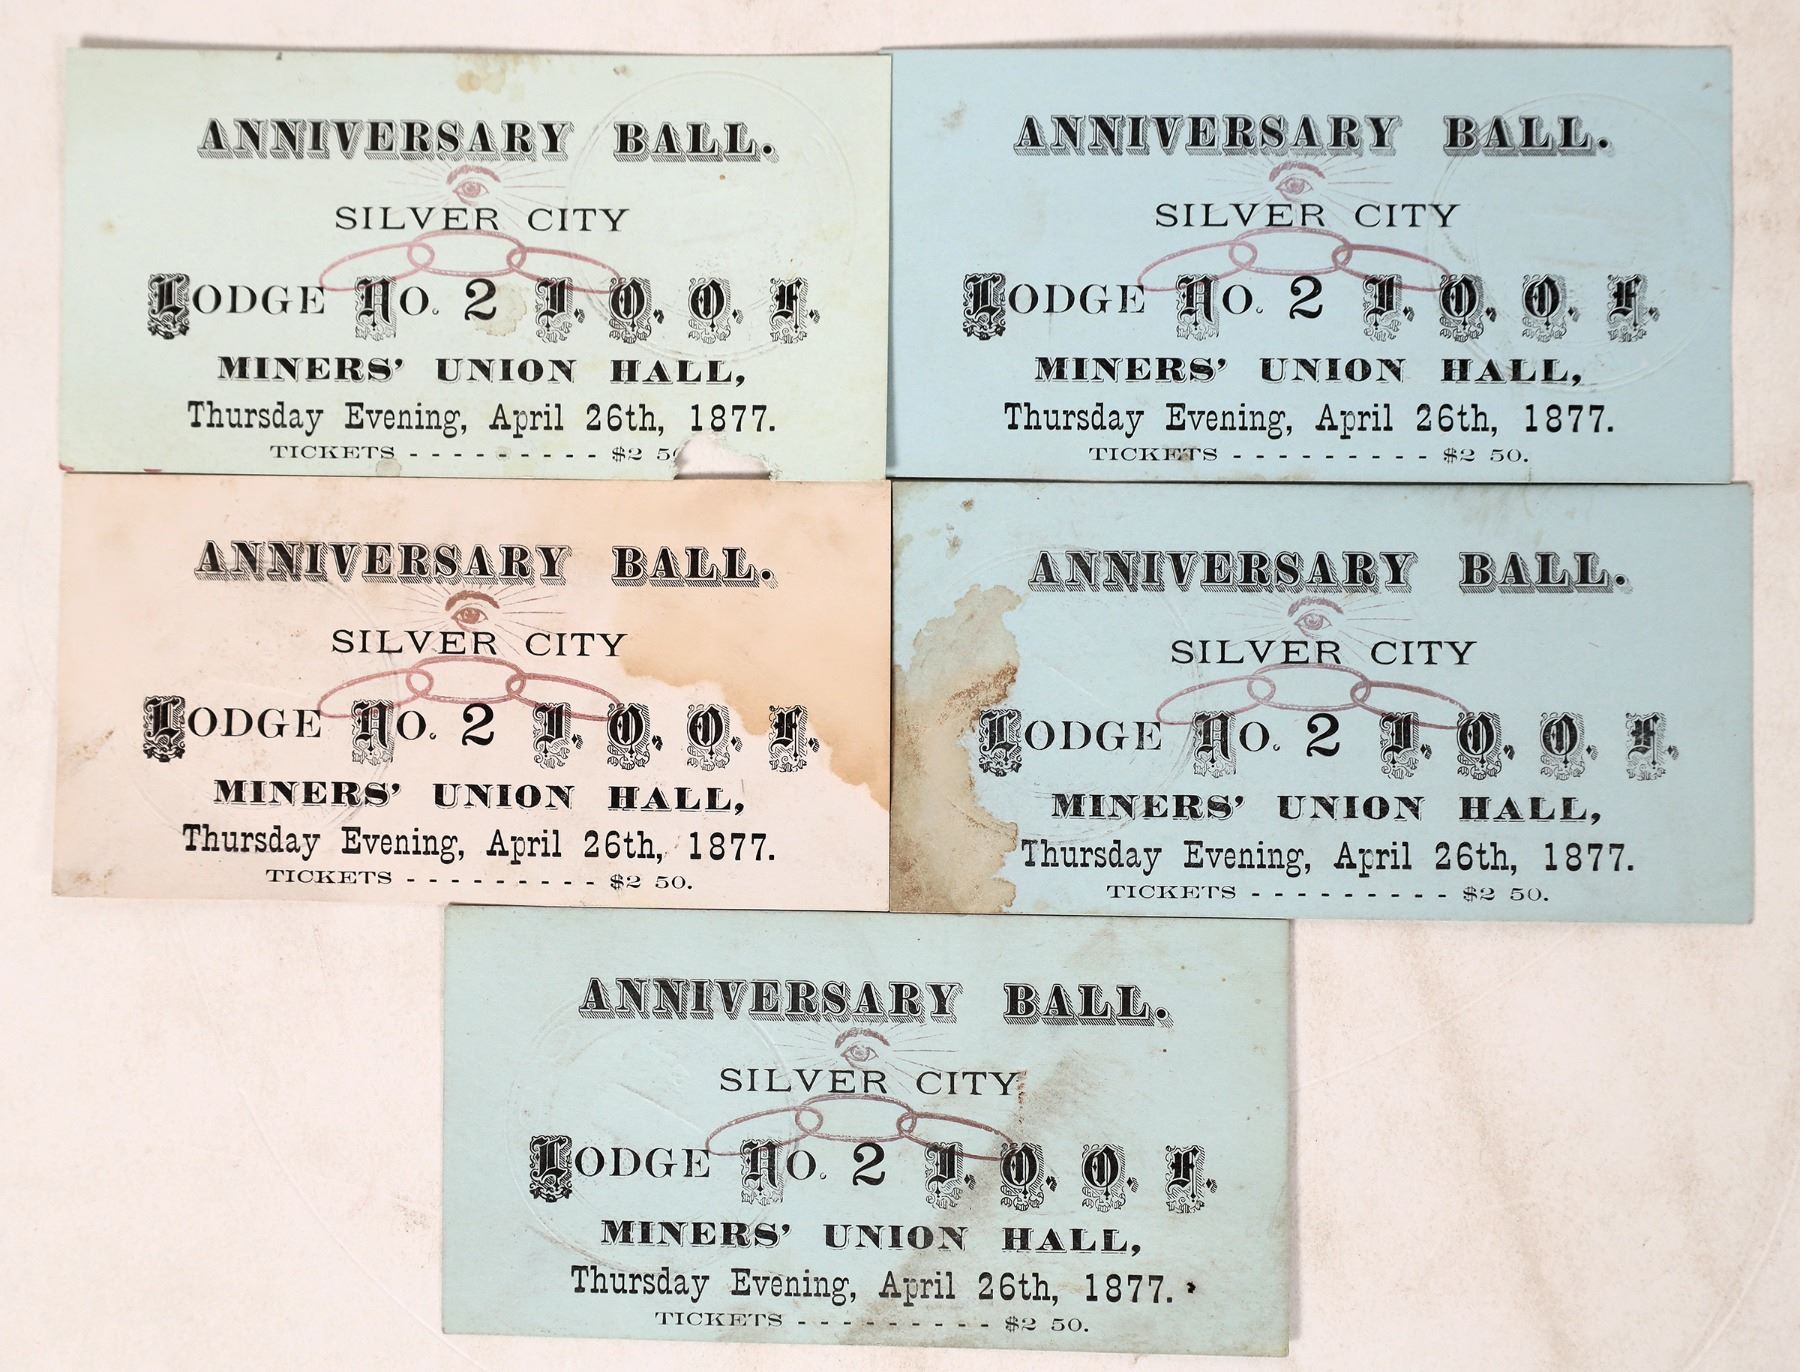 ANNIVERSARY BALL.
SILVER CITY
LODGE No. 2 I. O. O. F.
MINERS' UNION HALL,
Thursday Evening, April 26th, 1877.
TICKETS - - - - - - - - - $2 50
ANNIVERSARY BALL.
SILVER CITY
LODGE No. 2 I. O. O. F.
MINERS' UNION HALL,
Thursday Evening, April 26th, 1877.
TICKETS - - - - - - - - - $2 50.
ANNIVERSARY BALL.
SILVER CITY
LODGE No. 2 I. O. O. F.
MINERS' UNION HALL,
Thursday Evening, April 26th, 1877.
TICKETS - - - - - - - - - $2 50.
ANNIVERSARY BALL.
SILVER CITY
LODGE No. 2 I. O. O. F.
MINERS' UNION HALL,
Thursday Evening, April 26th, 1877.
TICKETS - - - - - - - - - $2 50.
ANNIVERSARY BALL.
SILVER CITY
LODGE No. 2 I. O. O. F.
MINERS' UNION HALL,
Thursday Evening, April 26th, 1877.
TICKETS - - - - - - - - - $2 50.